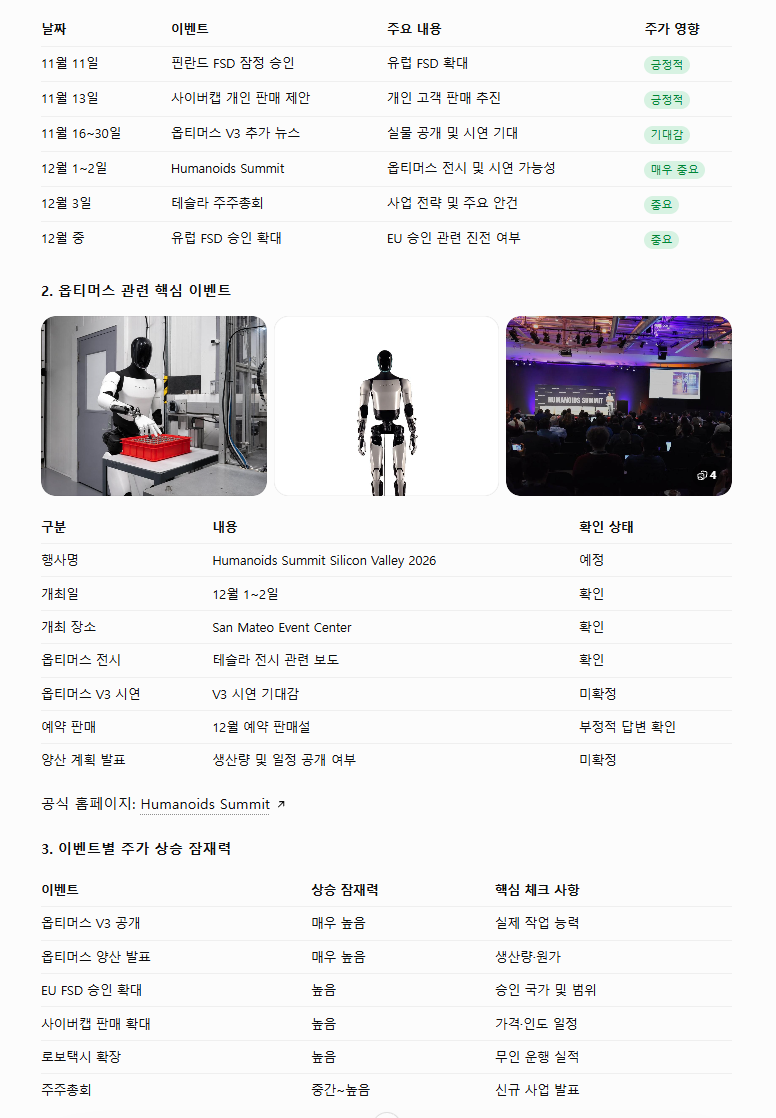 날짜 이벤트 주요 내용 주가 영향
11월 11일 핀란드 FSD 잠정 승인 유럽 FSD 확대 긍정적
11월 13일 사이버캡 개인 판매 제안 개인 고객 판매 추진 긍정적
11월 16~30일 옵티머스 V3 추가 뉴스 실물 공개 및 시연 기대 기대감
12월 1~2일 Humanoids Summit 옵티머스 전시 및 시연 가능성 매우 중요
12월 3일 테슬라 주주총회 사업 전략 및 주요 안건 중요
12월 중 유럽 FSD 승인 확대 EU 승인 관련 진전 여부 중요
2. 옵티머스 관련 핵심 이벤트
HUMANOIDS SUMMIT
4
구분 내용 확인 상태
행사명 Humanoids Summit Silicon Valley 2026 예정
개최일 12월 1~2일 확인
개최 장소 San Mateo Event Center 확인
옵티머스 전시 테슬라 전시 관련 보도 확인
옵티머스 V3 시연 V3 시연 기대감 미확정
예약 판매 12월 예약 판매설 부정적 답변 확인
양산 계획 발표 생산량 및 일정 공개 여부 미확정
공식 홈페이지: Humanoids Summit ↗
3. 이벤트별 주가 상승 잠재력
이벤트 상승 잠재력 핵심 체크 사항
옵티머스 V3 공개 매우 높음 실제 작업 능력
옵티머스 양산 발표 매우 높음 생산량·원가
EU FSD 승인 확대 높음 승인 국가 및 범위
사이버캡 판매 확대 높음 가격·인도 일정
로보택시 확장 높음 무인 운행 실적
주주총회 중간~높음 신규 사업 발표